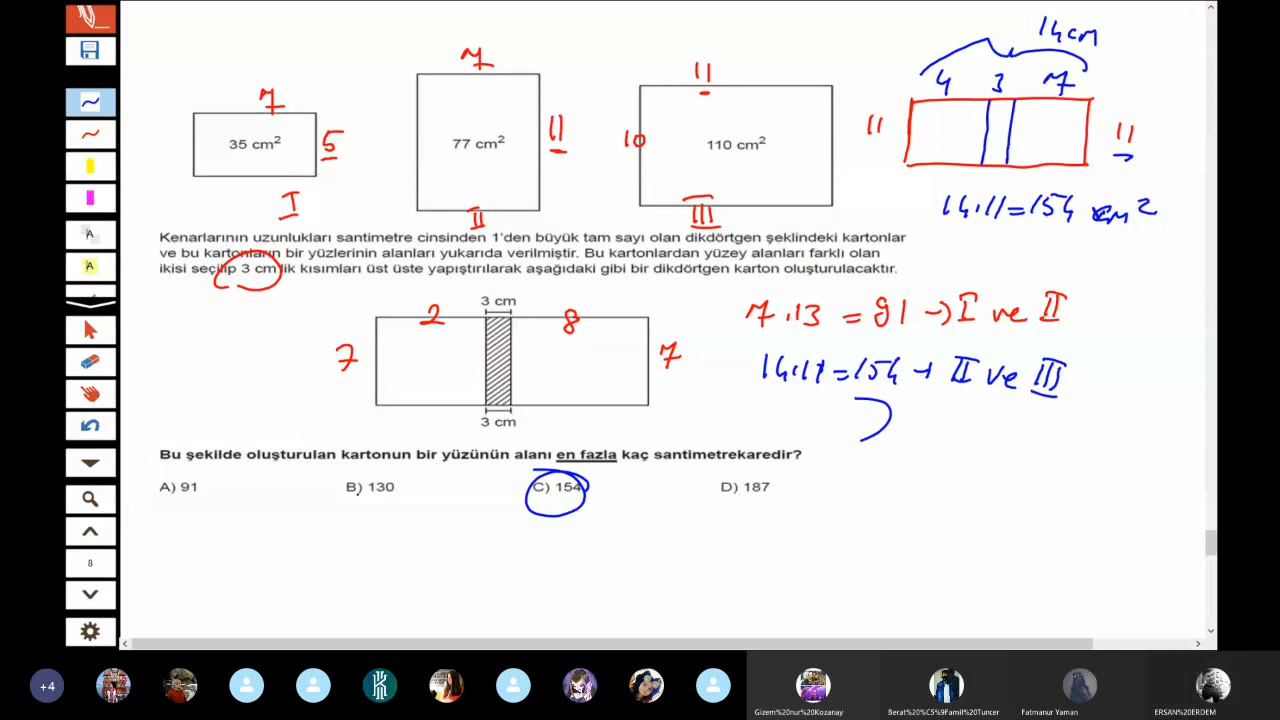 14cm
7
7
11
4 3 7
35 cm²
5
77 cm²
11
10
110 cm²
11
11
I
II
III
14.11=154 cm²
Kenarlarının uzunlukları santimetre cinsinden 1'den büyük tam sayı olan dikdörtgen şeklindeki kartonlar
ve bu kartonların bir yüzlerinin alanları yukarıda verilmiştir. Bu kartonlardan yüzey alanları farklı olan
ikisi seçilip 3 cm lik kısımları üst üste yapıştırılarak aşağıdaki gibi bir dikdörtgen karton oluşturulacaktır.
3 cm
2 8
7 7
3 cm
7.13 = 91 → I ve II
14.11=154 → II ve III
Bu şekilde oluşturulan kartonun bir yüzünün alanı en fazla kaç santimetrekaredir?
A) 91 B) 130 C) 154 D) 187
A
A
8
+4
Gizem%20nur%20Kozanay
Berat%20%C5%9Famil%20Tuncer
Fatmanur Yaman
ERSAN%20ERDEM